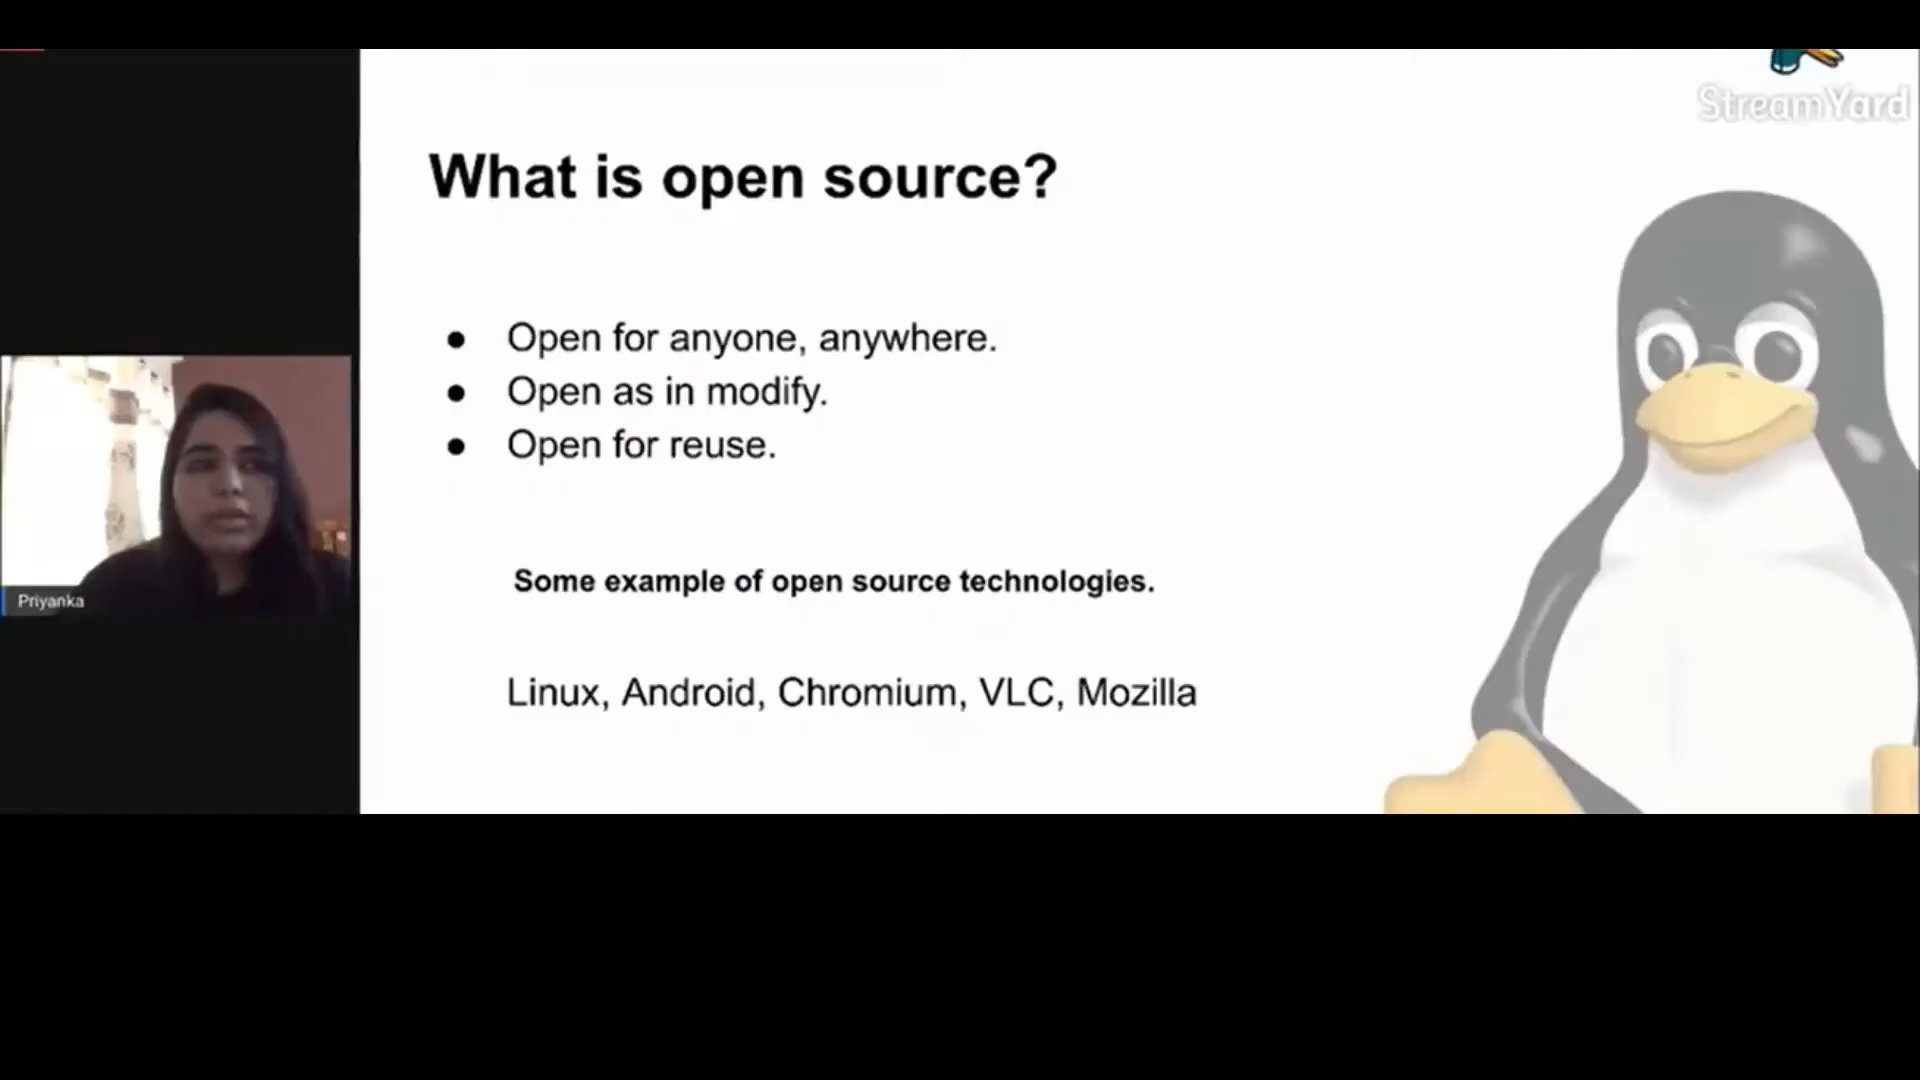 StreamYard
What is open source?
● Open for anyone, anywhere.
● Open as in modify.
● Open for reuse.
Some example of open source technologies.
Priyanka
Linux, Android, Chromium, VLC, Mozilla